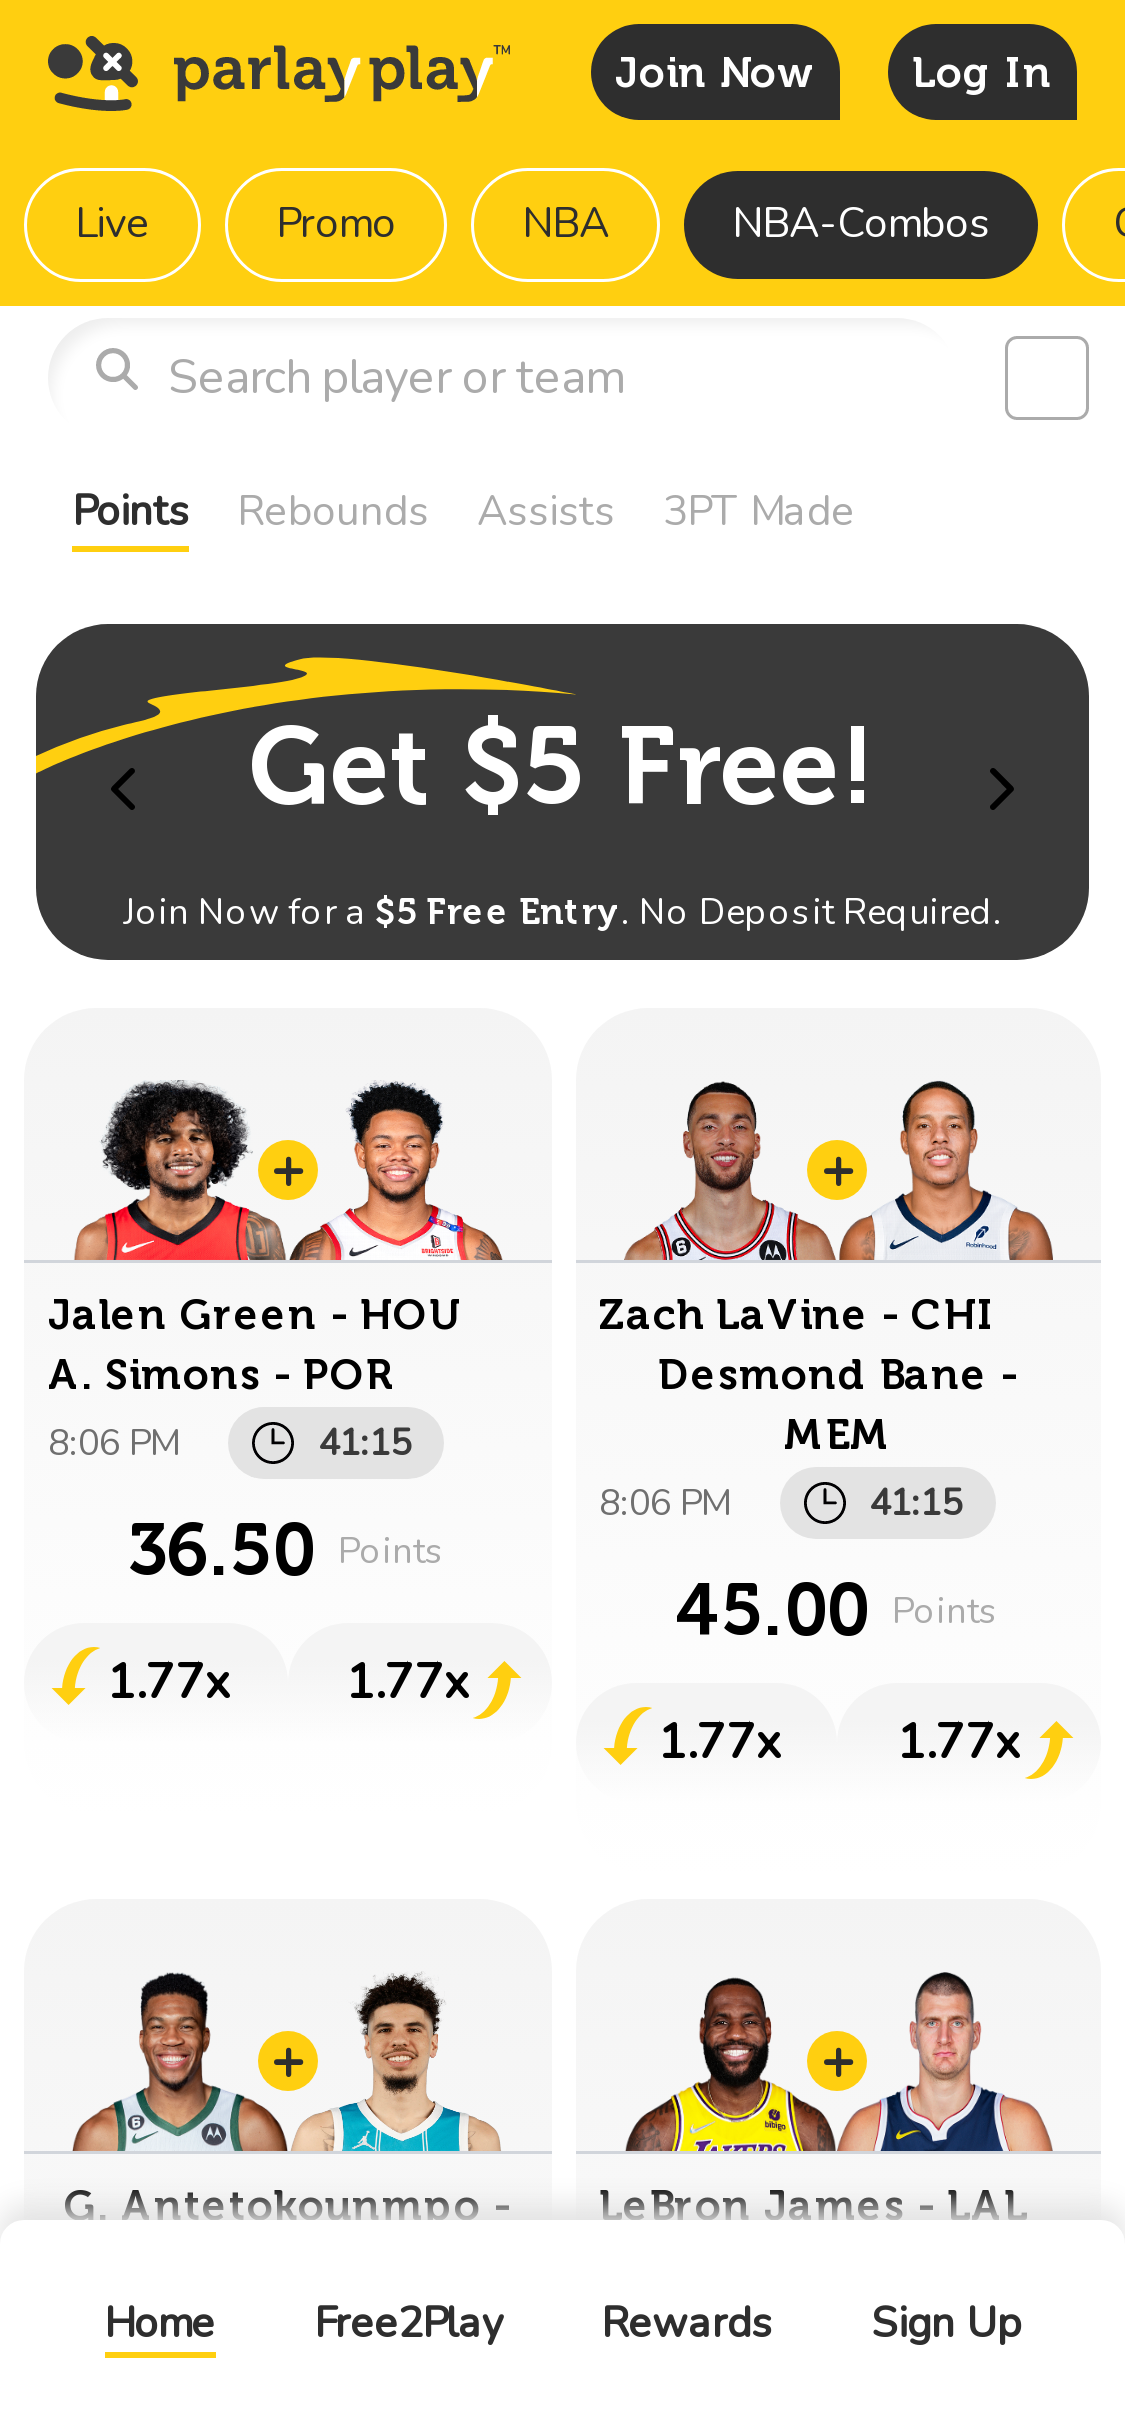 parlayplay™
Join Now
Log In
Live
Promo
NBA
NBA-Combos
Search player or team
Points
Rebounds
Assists
3PT Made
Get $5 Free!
Join Now for a $5 Free Entry. No Deposit Required.
Jalen Green - HOU
A. Simons - POR
8:06 PM
41:15
36.50 Points
1.77x
1.77x
Zach LaVine - CHI
Desmond Bane -
MEM
8:06 PM
41:15
45.00 Points
1.77x
1.77x
G. Antetokounmpo -
LeBron James - LAL
Home
Free2Play
Rewards
Sign Up